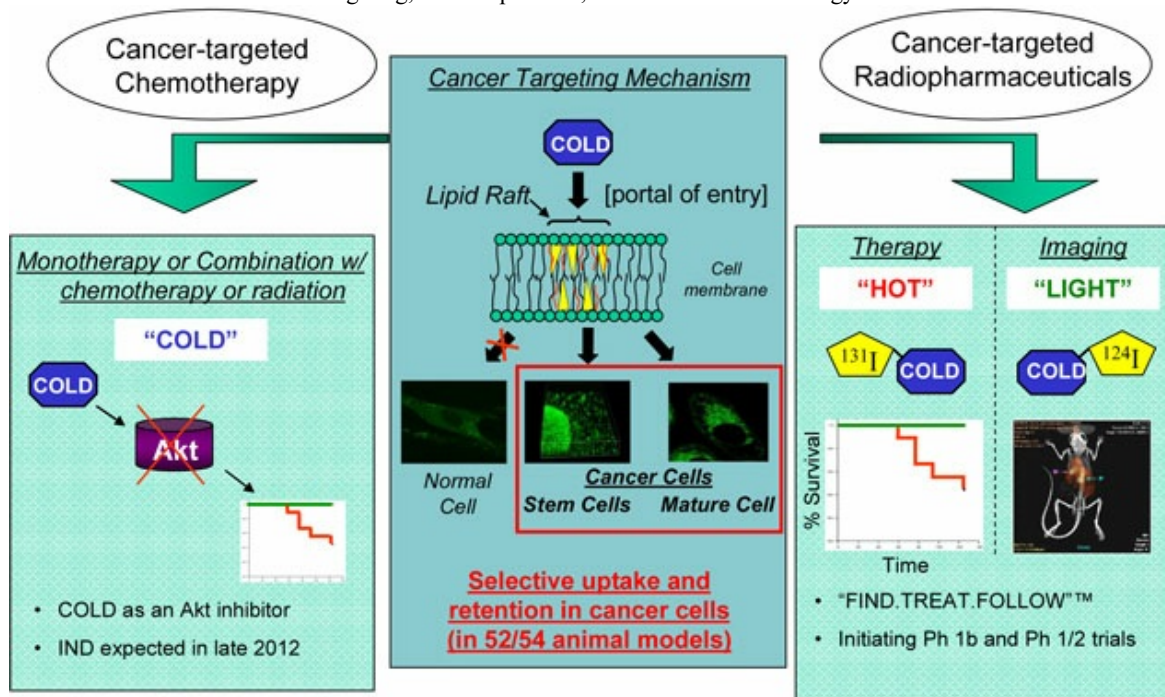 Cancer-targeted
Chemotherapy
Cancer Targeting Mechanism
COLD
Lipid Raft
[portal of entry]
Cell
membrane
Normal
Cell
Cancer Cells
Stem Cells
Mature Cell
Selective uptake and
retention in cancer cells
(in 52/54 animal models)
Cancer-targeted
Radiopharmaceuticals
Monotherapy or Combination w/
chemotherapy or radiation
“COLD”
COLD
Akt
• COLD as an Akt inhibitor
• IND expected in late 2012
Therapy
“HOT”
131I
COLD
% Survival
Time
Imaging
“LIGHT”
COLD
124I
• “FIND.TREAT.FOLLOW”™
• Initiating Ph 1b and Ph 1/2 trials